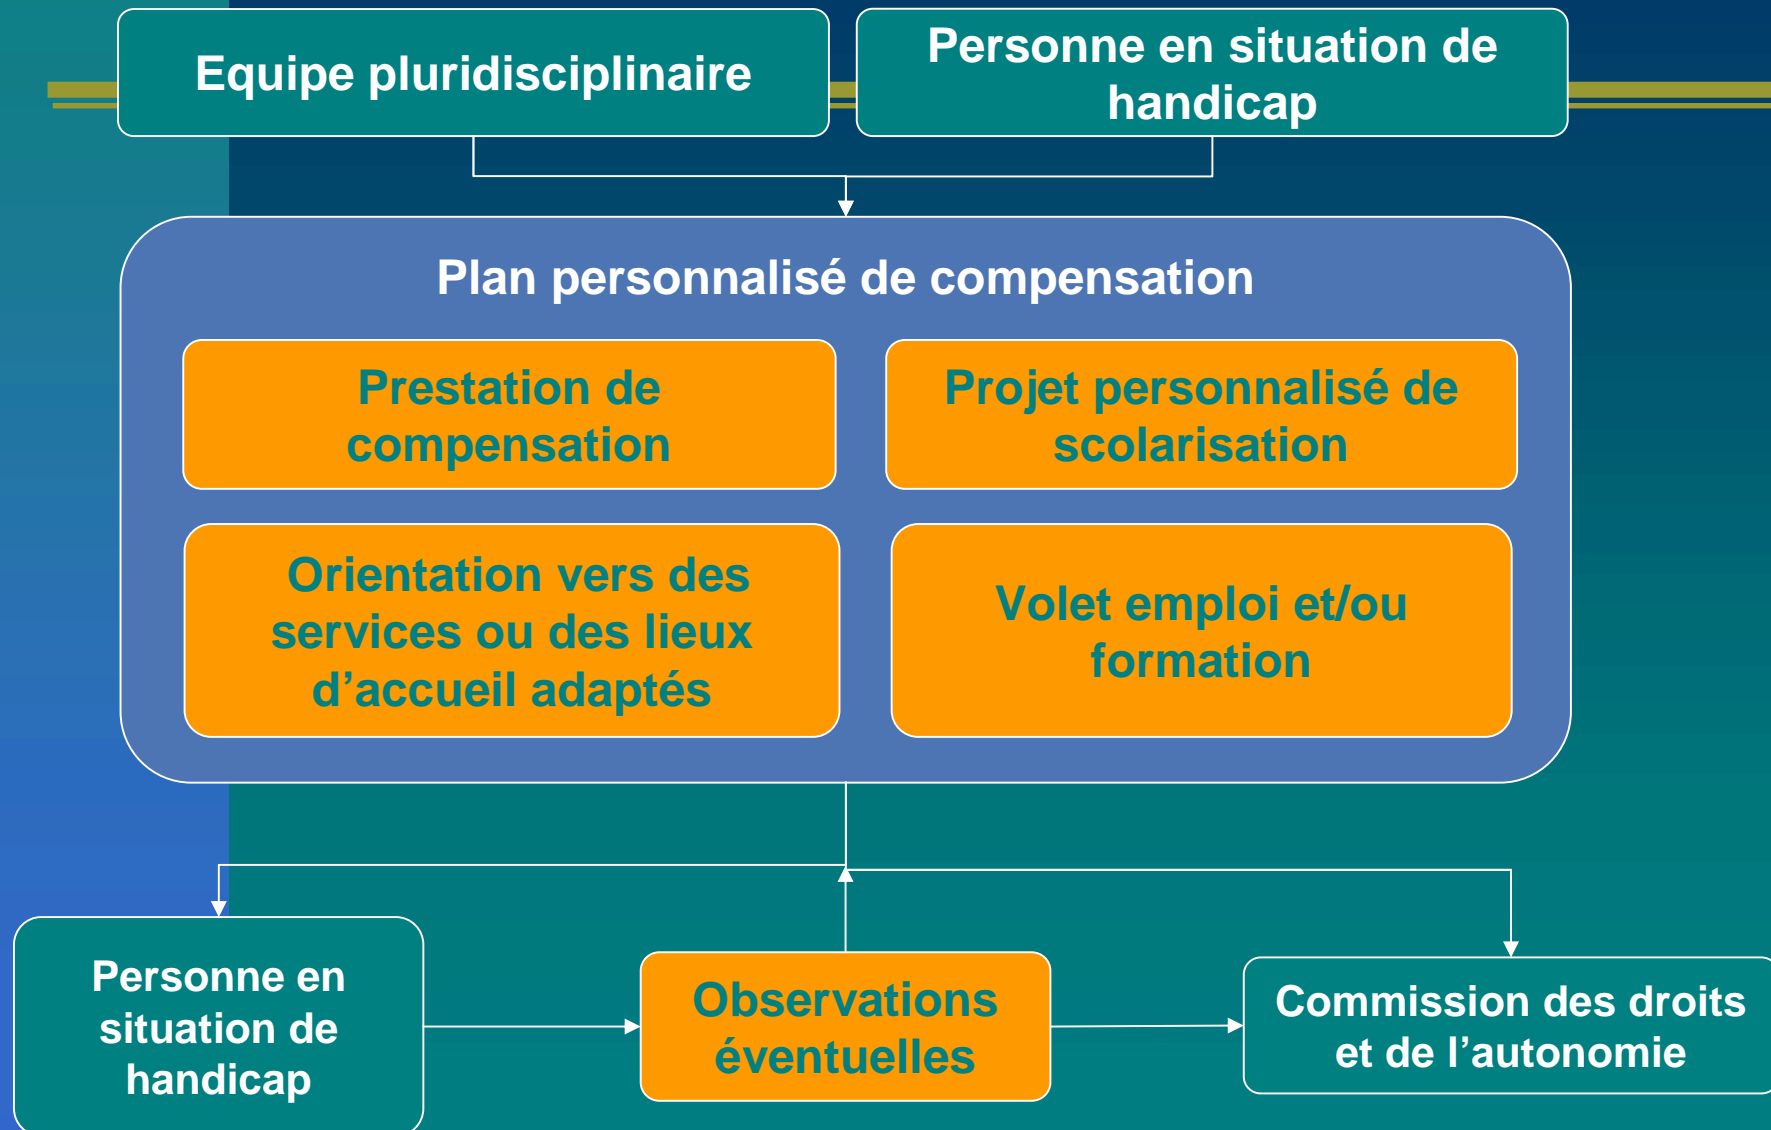 Equipe pluridisciplinaire
Personne en situation de
handicap
Plan personnalisé de compensation
Prestation de
compensation
Projet personnalisé de
scolarisation
Orientation vers des
services ou des lieux
d’accueil adaptés
Volet emploi et/ou
formation
Personne en
situation de
handicap
Observations
éventuelles
Commission des droits
et de l’autonomie